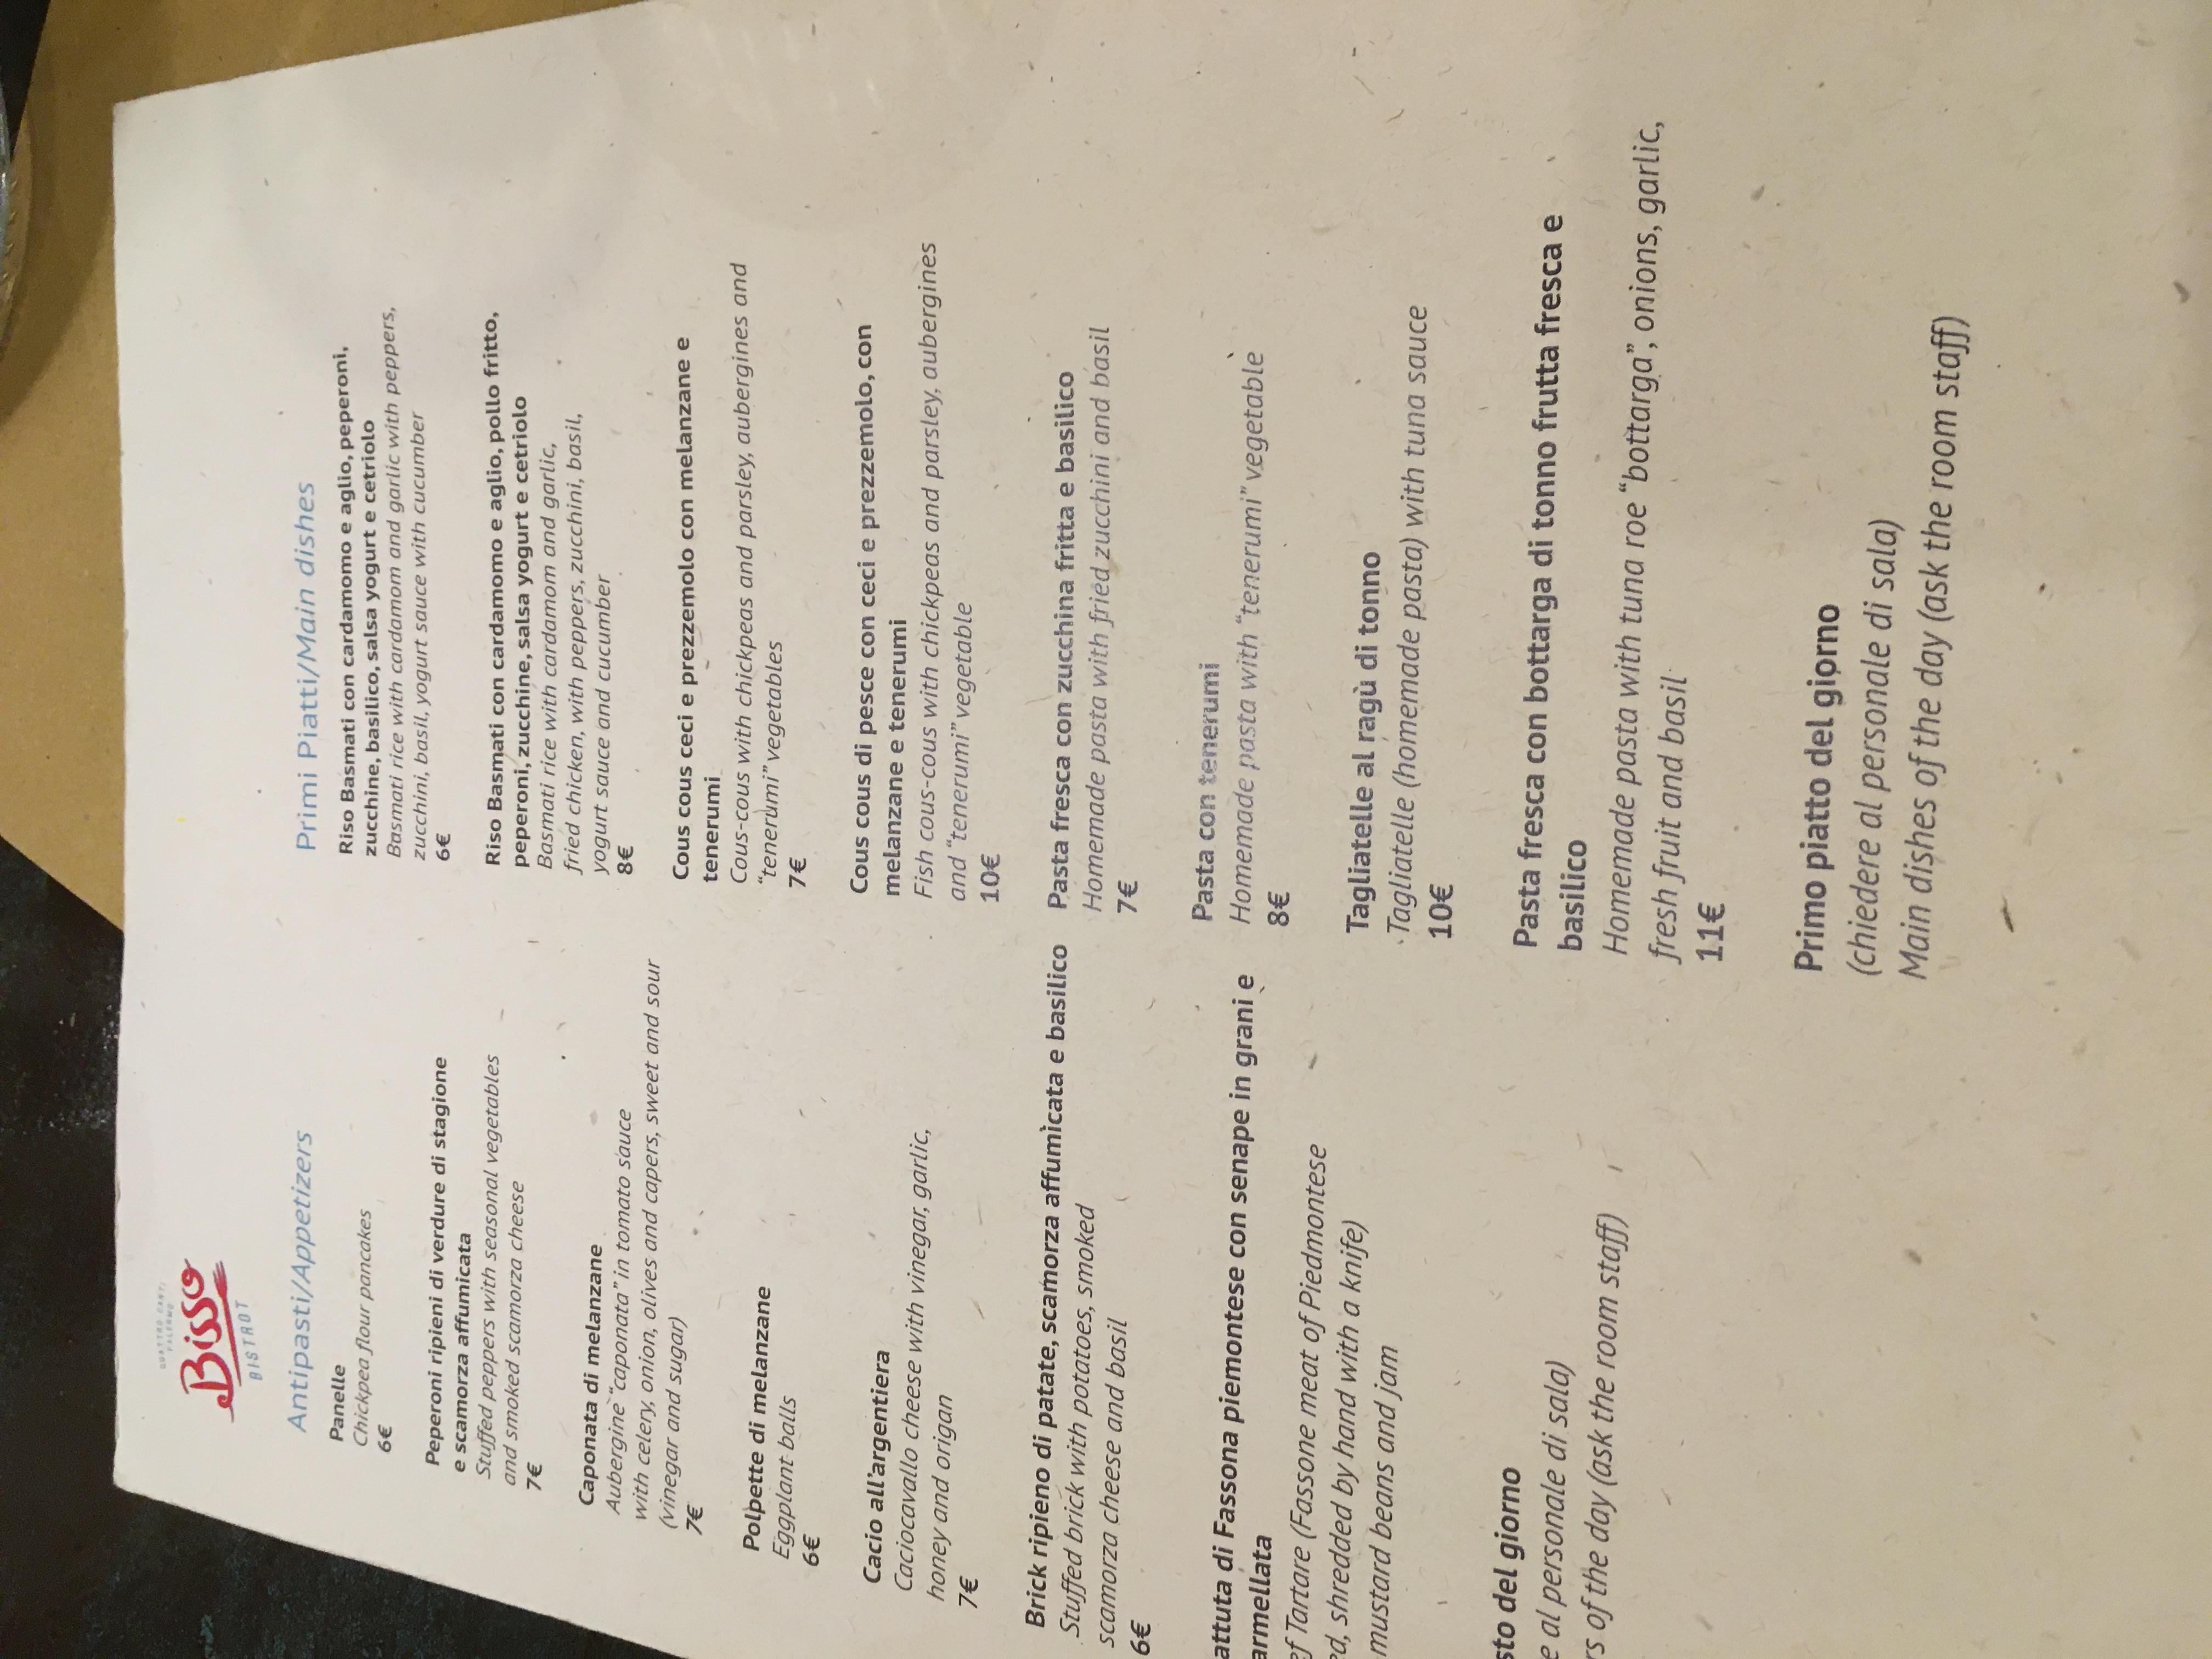 QUATTRO CANTI
PALERMO
Bisso
BISTROT
Antipasti/Appetizers
Panelle
Chickpea flour pancakes
6€
Peperoni ripieni di verdure di stagione
e scamorza affumicata
Stuffed peppers with seasonal vegetables
and smoked scamorza cheese
7€
Caponata di melanzane
Aubergine "caponata" in tomato sauce
with celery, onion, olives and capers, sweet and sour
(vinegar and sugar)
7€
Polpette di melanzane
Eggplant balls
6€
Cacio all'argentiera
Caciocavallo cheese with vinegar, garlic,
honey and origan
7€
Brick ripieno di patate, scamorza affumicata e basilico
Stuffed brick with potatoes, smoked
scamorza cheese and basil
6€
attuta di Fassona piemontese con senape in grani e
armellata
ef Tartare (Fassone meat of Piedmontese
ed, shredded by hand with a knife)
mustard beans and jam
sto del giorno
e al personale di sala)
rs of the day (ask the room staff)
Primi Piatti/Main dishes
Riso Basmati con cardamomo e aglio, peperoni,
zucchine, basilico, salsa yogurt e cetriolo
Basmati rice with cardamom and garlic with peppers,
zucchini, basil, yogurt sauce with cucumber
6€
Riso Basmati con cardamomo e aglio, pollo fritto,
peperoni, zucchine, salsa yogurt e cetriolo
Basmati rice with cardamom and garlic,
fried chicken, with peppers, zucchini, basil,
yogurt sauce and cucumber
8€
Cous cous ceci e prezzemolo con melanzane e
tenerumi
Cous-cous with chickpeas and parsley, aubergines and
"tenerumi" vegetables
7€
Cous cous di pesce con ceci e prezzemolo, con
melanzane e tenerumi
Fish cous-cous with chickpeas and parsley, aubergines
and "tenerumi" vegetable
10€
Pasta fresca con zucchina fritta e basilico
Homemade pasta with fried zucchini and basil
7€
Pasta con tenerumi
Homemade pasta with "tenerumi" vegetable
8€
Tagliatelle al ragù di tonno
Tagliatelle (homemade pasta) with tuna sauce
10€
Pasta fresca con bottarga di tonno frutta fresca e
basilico
Homemade pasta with tuna roe "bottarga", onions, garlic,
fresh fruit and basil
11€
Primo piatto del giorno
(chiedere al personale di sala)
Main dishes of the day (ask the room staff)